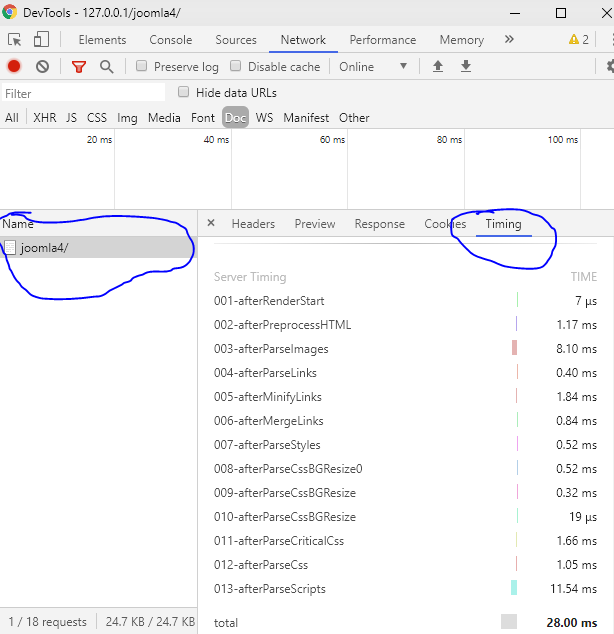 DevTools - 127.0.0.1/joomla4/
Elements Console Sources Network Performance Memory » 2
Preserve log Disable cache Online ▼
Filter Hide data URLs
All XHR JS CSS Img Media Font Doc WS Manifest Other
20 ms 40 ms 60 ms 80 ms 100 ms
Name × Headers Preview Response Cookies Timing
joomla4/
Server Timing TIME
001-afterRenderStart 7 μs
002-afterPreprocessHTML 1.17 ms
003-afterParseImages 8.10 ms
004-afterParseLinks 0.40 ms
005-afterMinifyLinks 1.84 ms
006-afterMergeLinks 0.84 ms
007-afterParseStyles 0.52 ms
008-afterParseCssBGResize0 0.52 ms
009-afterParseCssBGResize 0.32 ms
010-afterParseCssBGResize 19 μs
011-afterParseCriticalCss 1.66 ms
012-afterParseCss 1.05 ms
013-afterParseScripts 11.54 ms
total 28.00 ms
1 / 18 requests 24.7 KB / 24.7 KB